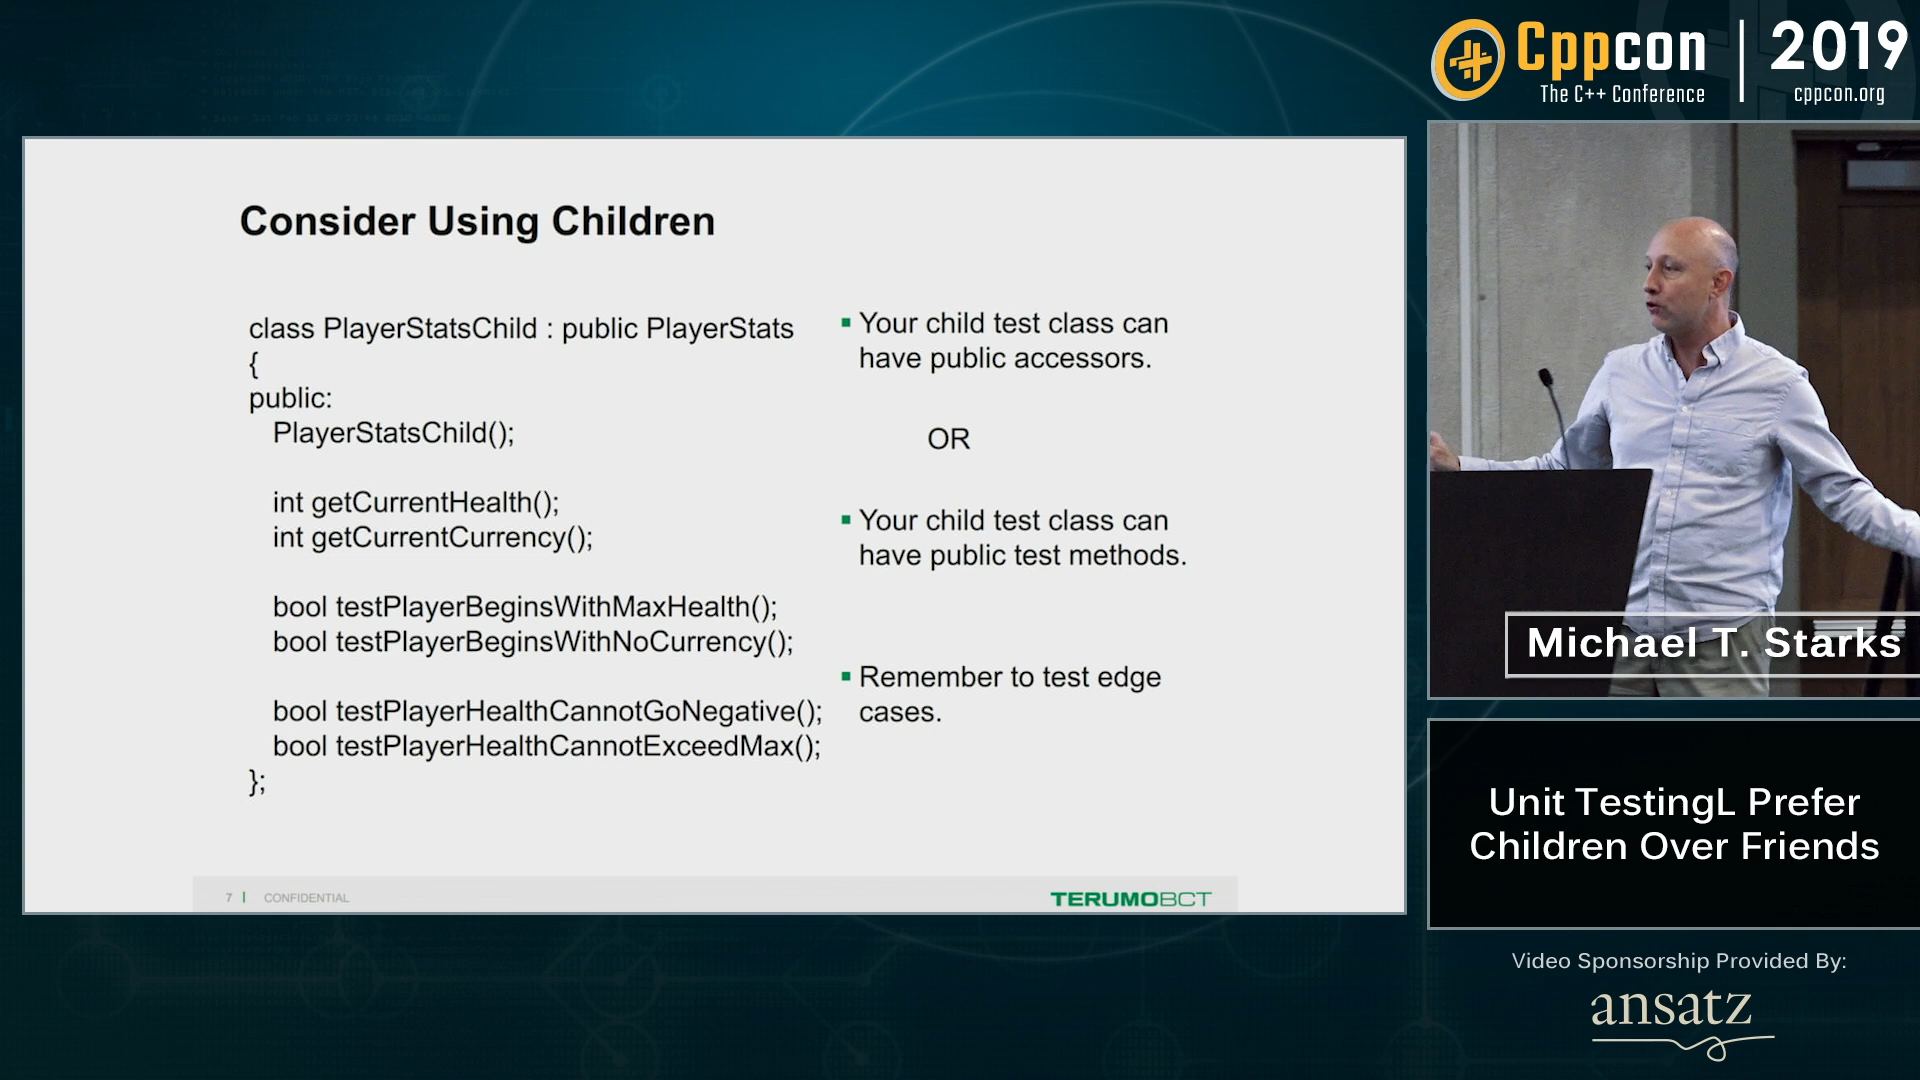 Cppcon
The C++ Conference
2019
cppcon.org
Consider Using Children
class PlayerStatsChild : public PlayerStats
{
public:
PlayerStatsChild();
int getCurrentHealth();
int getCurrentCurrency();
bool testPlayerBeginsWithMaxHealth();
bool testPlayerBeginsWithNoCurrency();
bool testPlayerHealthCannotGoNegative();
bool testPlayerHealthCannotExceedMax();
};
Your child test class can
have public accessors.
OR
Your child test class can
have public test methods.
Remember to test edge
cases.
7 | CONFIDENTIAL
TERUMOBCT
Michael T. Starks
Unit TestingL Prefer
Children Over Friends
Video Sponsorship Provided By:
ansatz